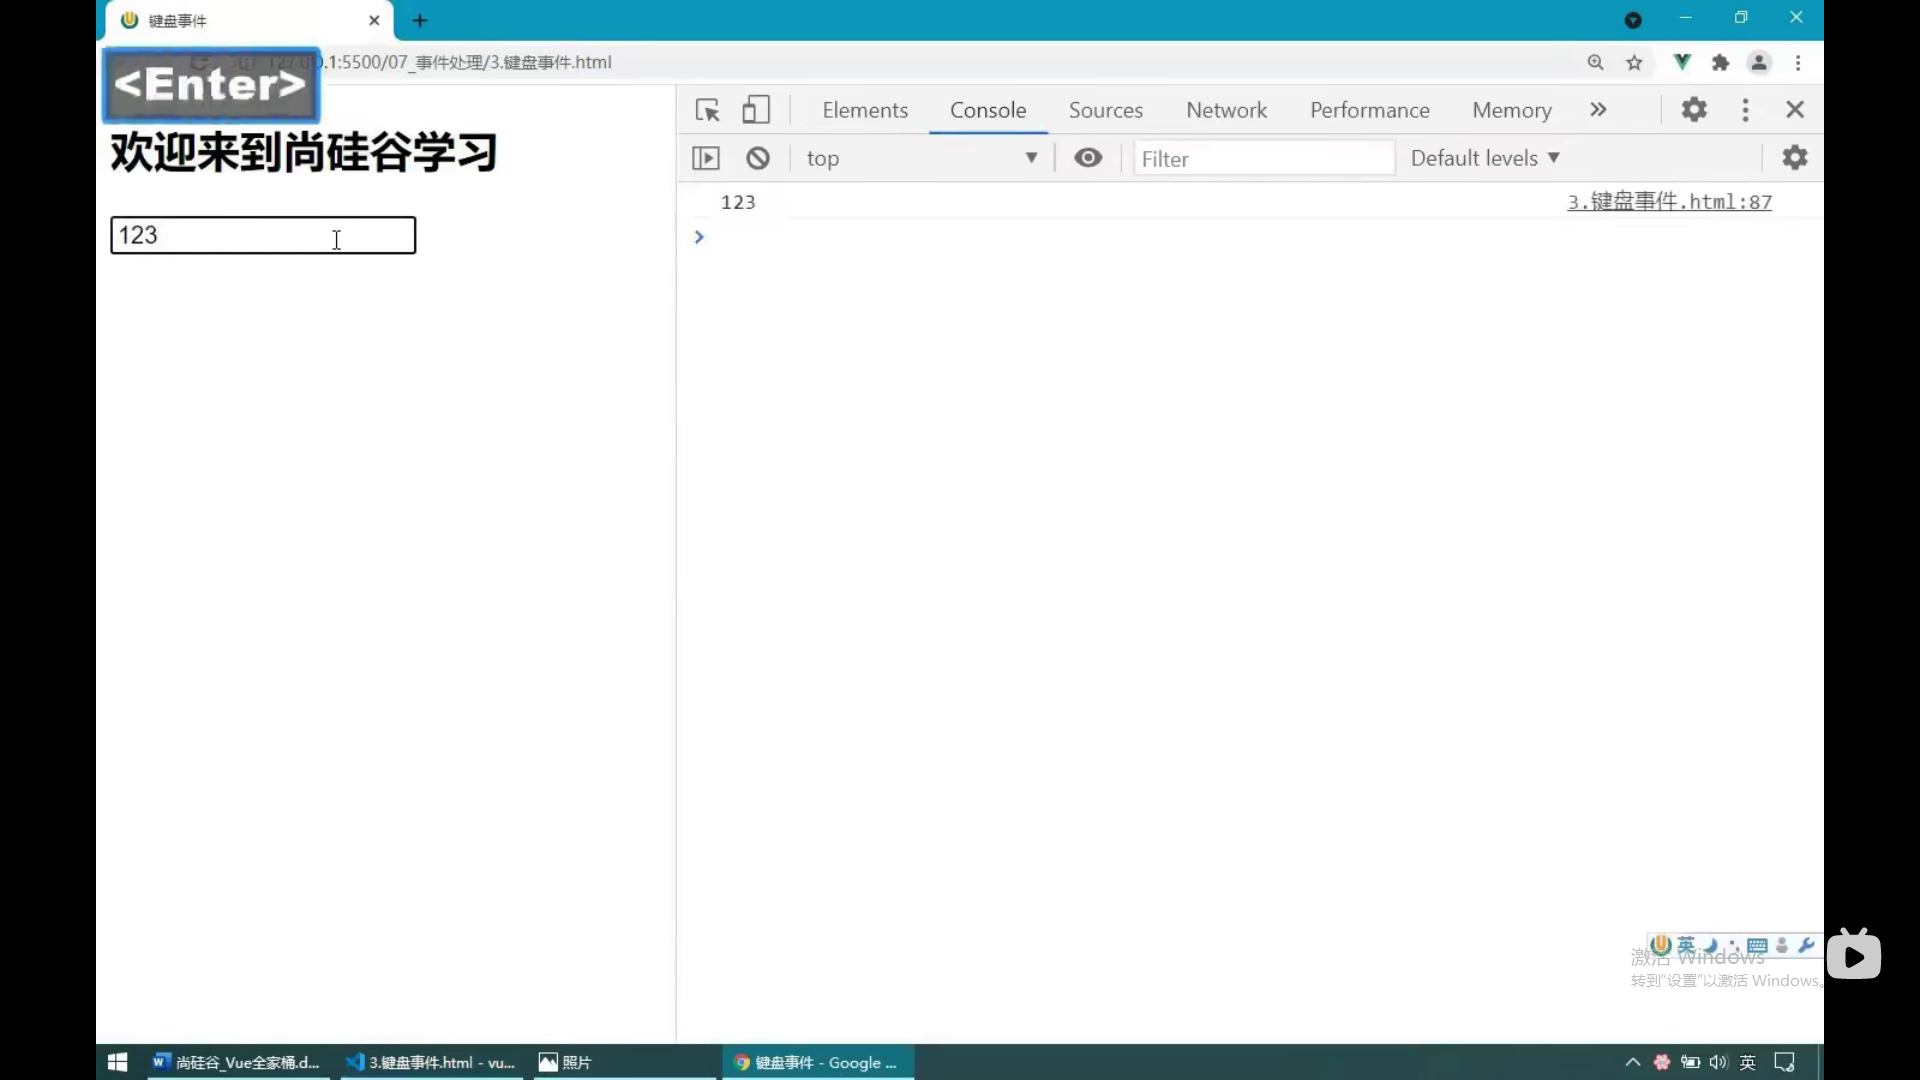 键盘事件
<Enter>
.1:5500/07_事件处理/3.键盘事件.html
欢迎来到尚硅谷学习
123
Elements Console Sources Network Performance Memory
top Filter Default levels
123 3.键盘事件.html:87
英
激活 Windows
转到“设置”以激活 Windows。
尚硅谷_Vue全家桶.d... 3.键盘事件.html - vu... 照片 键盘事件 - Google ... 英